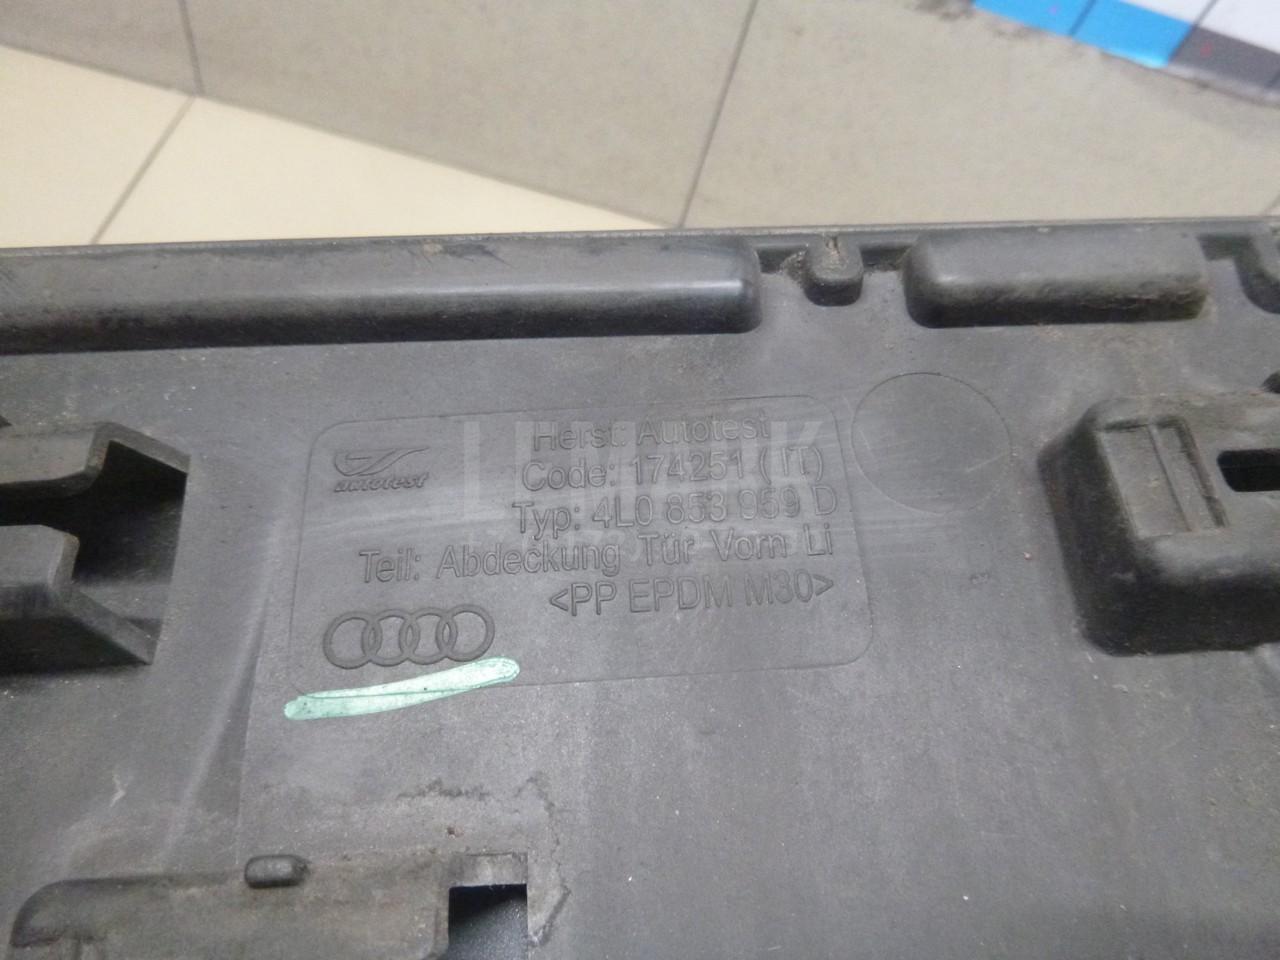 Herst: Autotest
autotest
Code: 174251 (IT)
Typ: 4L0 853 959 D
Teil: Abdeckung Tür Vorn Li
<PP EPDM M30>